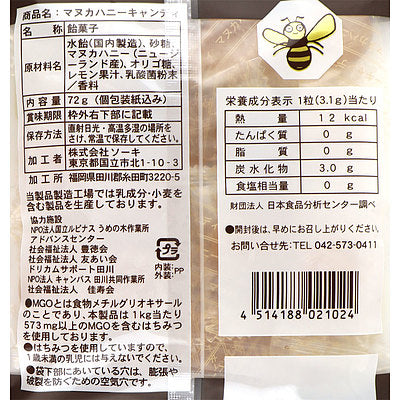 商品名：マヌカハニーキャンディ
名称 飴菓子
原材料名 水飴(国内製造)、砂糖、
マヌカハニー(ニュージ
ーランド産)、オリゴ糖、
レモン果汁、乳酸菌粉末
／香料
内容量 72g（個包装紙込み）
賞味期限 枠外右下部に記載
保存方法 直射日光・高温多湿の場所を
さけ、常温で保存してください。
加工者 株式会社ソーキ
東京都国立市北1-10-3
加工所 福岡県田川郡糸田町3220-5
当製品製造工場では乳成分・小麦を
含む製品を生産しています。
協力施設
NPO法人国立ルピナス うめの木作業所
アドバンスセンター
社会福祉法人 豊徳会
社会福祉法人 友あい会
ドリカムサポート田川
NPO法人 キャンバス 田川共同作業所
社会福祉法人 佳寿会
プラ
外装:
内装:PP
●MGOとは食物メチルグリオキサール
のことであり、本製品は1kg当たり
573mg以上のMGOを含むはちみつ
を使用しております。
●はちみつを使用していますので、
1歳未満の乳児には与えないでください。
●袋下部にあいている穴は、膨張や
破裂を防ぐための空気穴です。
栄養成分表示 1粒(3.1g)当たり
熱量 12 kcal
たんぱく質 0 g
脂質 0 g
炭水化物 3.0 g
食塩相当量 0 g
財団法人 日本食品分析センター調べ
●開封後は、早めにお召し上がりください。
お問い合せ先：TEL 042-573-0411
4 514188 021024